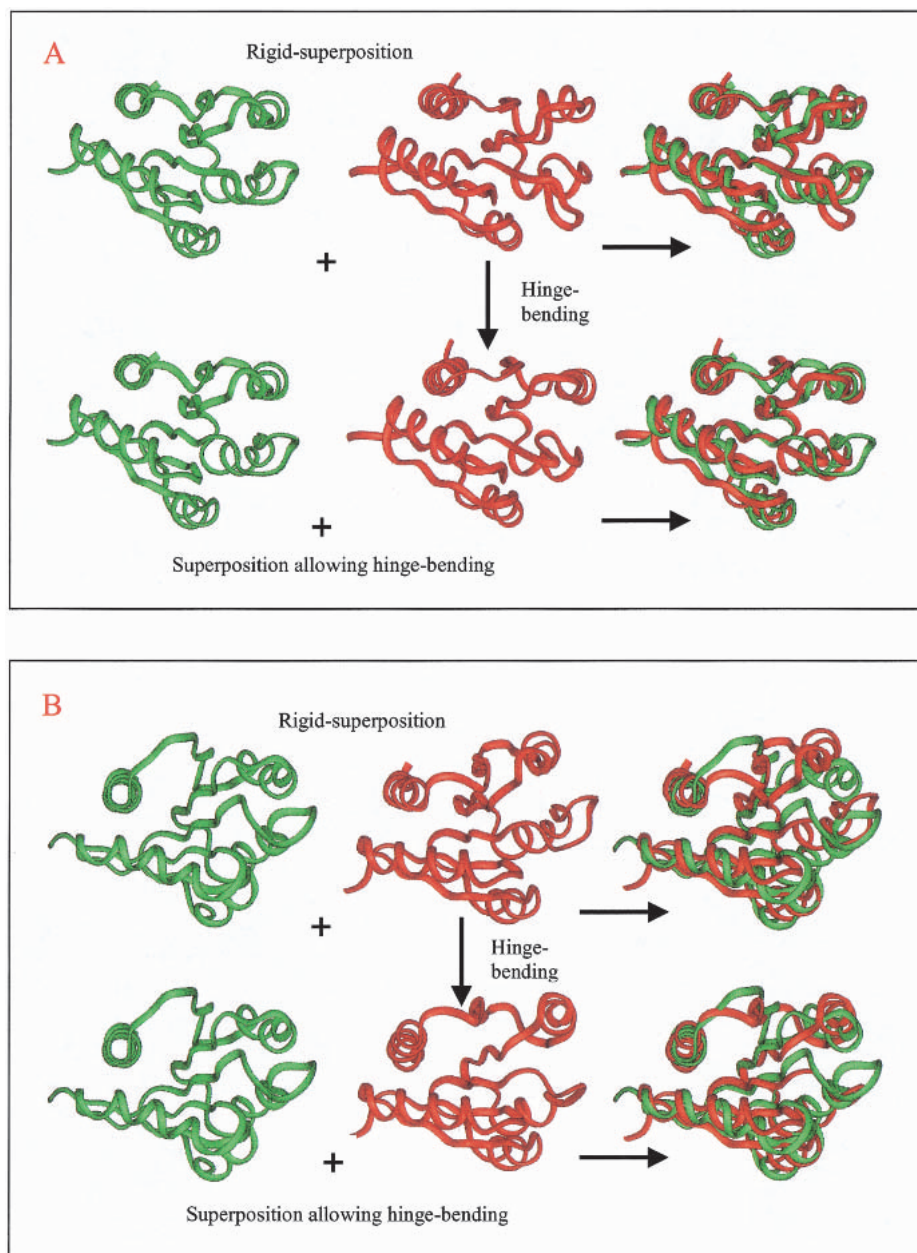 A
Rigid-superposition
+
Hinge-
bending
+
Superposition allowing hinge-bending
B
Rigid-superposition
+
Hinge-
bending
+
Superposition allowing hinge-bending